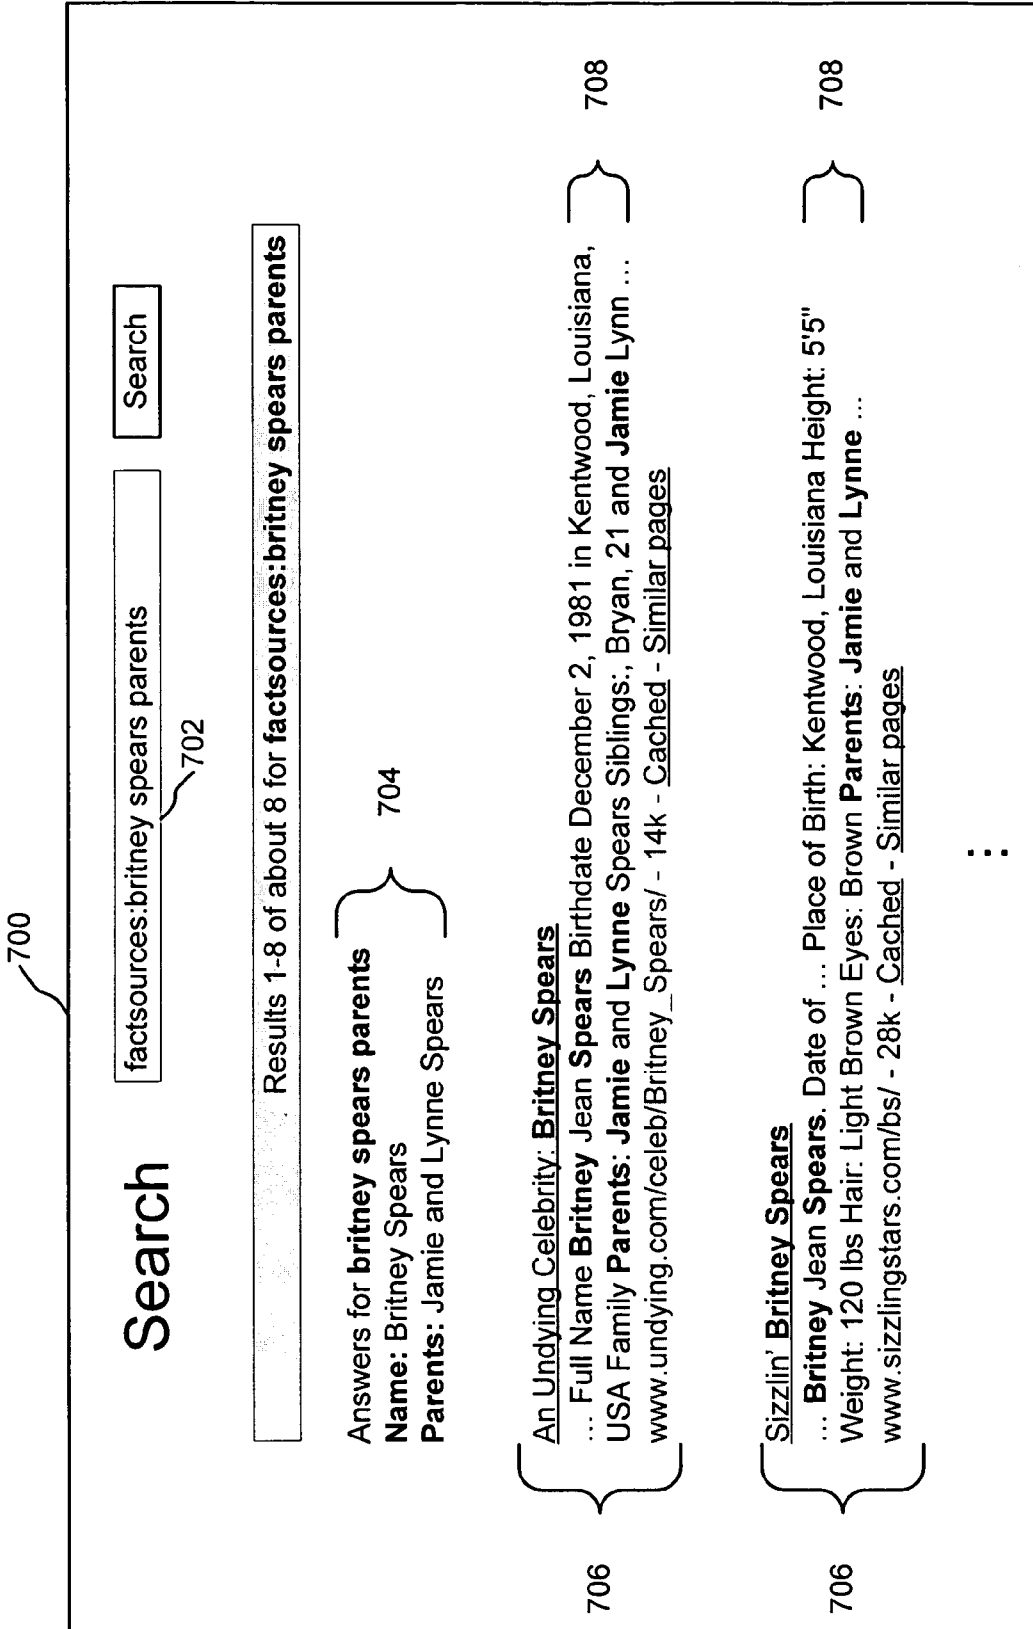 700
Search
factsources:britney spears parents
Search
702
Results 1-8 of about 8 for factsources:britney spears parents
Answers for britney spears parents
Name: Britney Spears
Parents: Jamie and Lynne Spears
704
An Undying Celebrity: Britney Spears
... Full Name Britney Jean Spears Birthdate December 2, 1981 in Kentwood, Louisiana,
USA Family Parents: Jamie and Lynne Spears Siblings:, Bryan, 21 and Jamie Lynn ...
www.undying.com/celeb/Britney_Spears/ - 14k - Cached - Similar pages
706
708
Sizzlin' Britney Spears
... Britney Jean Spears. Date of ... Place of Birth: Kentwood, Louisiana Height: 5'5"
Weight: 120 lbs Hair: Light Brown Eyes: Brown Parents: Jamie and Lynne ...
www.sizzlingstars.com/bs/ - 28k - Cached - Similar pages
706
708
...